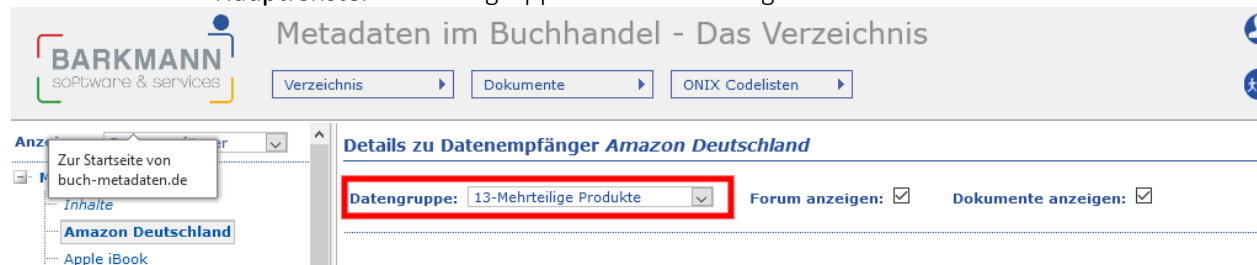 Metadaten im Buchhandel - Das Verzeichnis
BARKMANN
software & services
Verzeichnis
Dokumente
ONIX Codelisten
Details zu Datenempfänger Amazon Deutschland
Zur Startseite von
buch-metadaten.de
Datengruppe: 13-Mehrteilige Produkte Forum anzeigen: Dokumente anzeigen:
Inhalte
Amazon Deutschland
Apple iBook